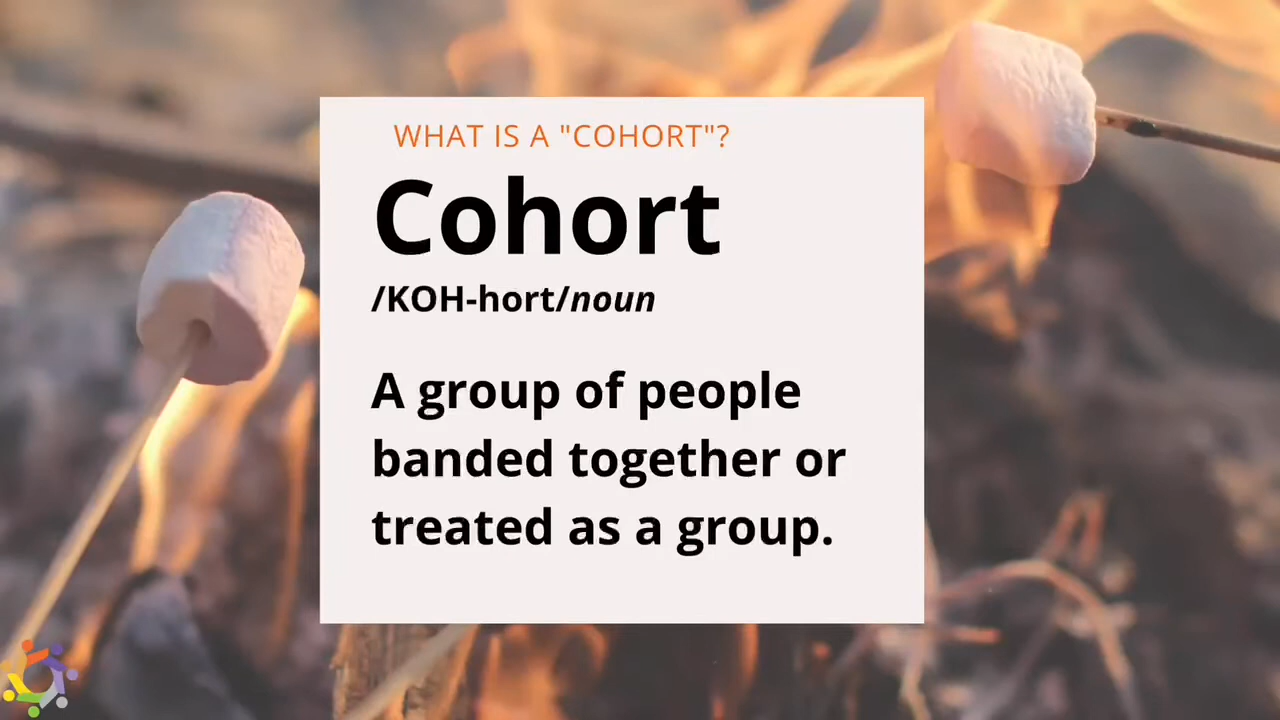 WHAT IS A "COHORT"?
Cohort
/KOH-hort/noun
A group of people
banded together or
treated as a group.